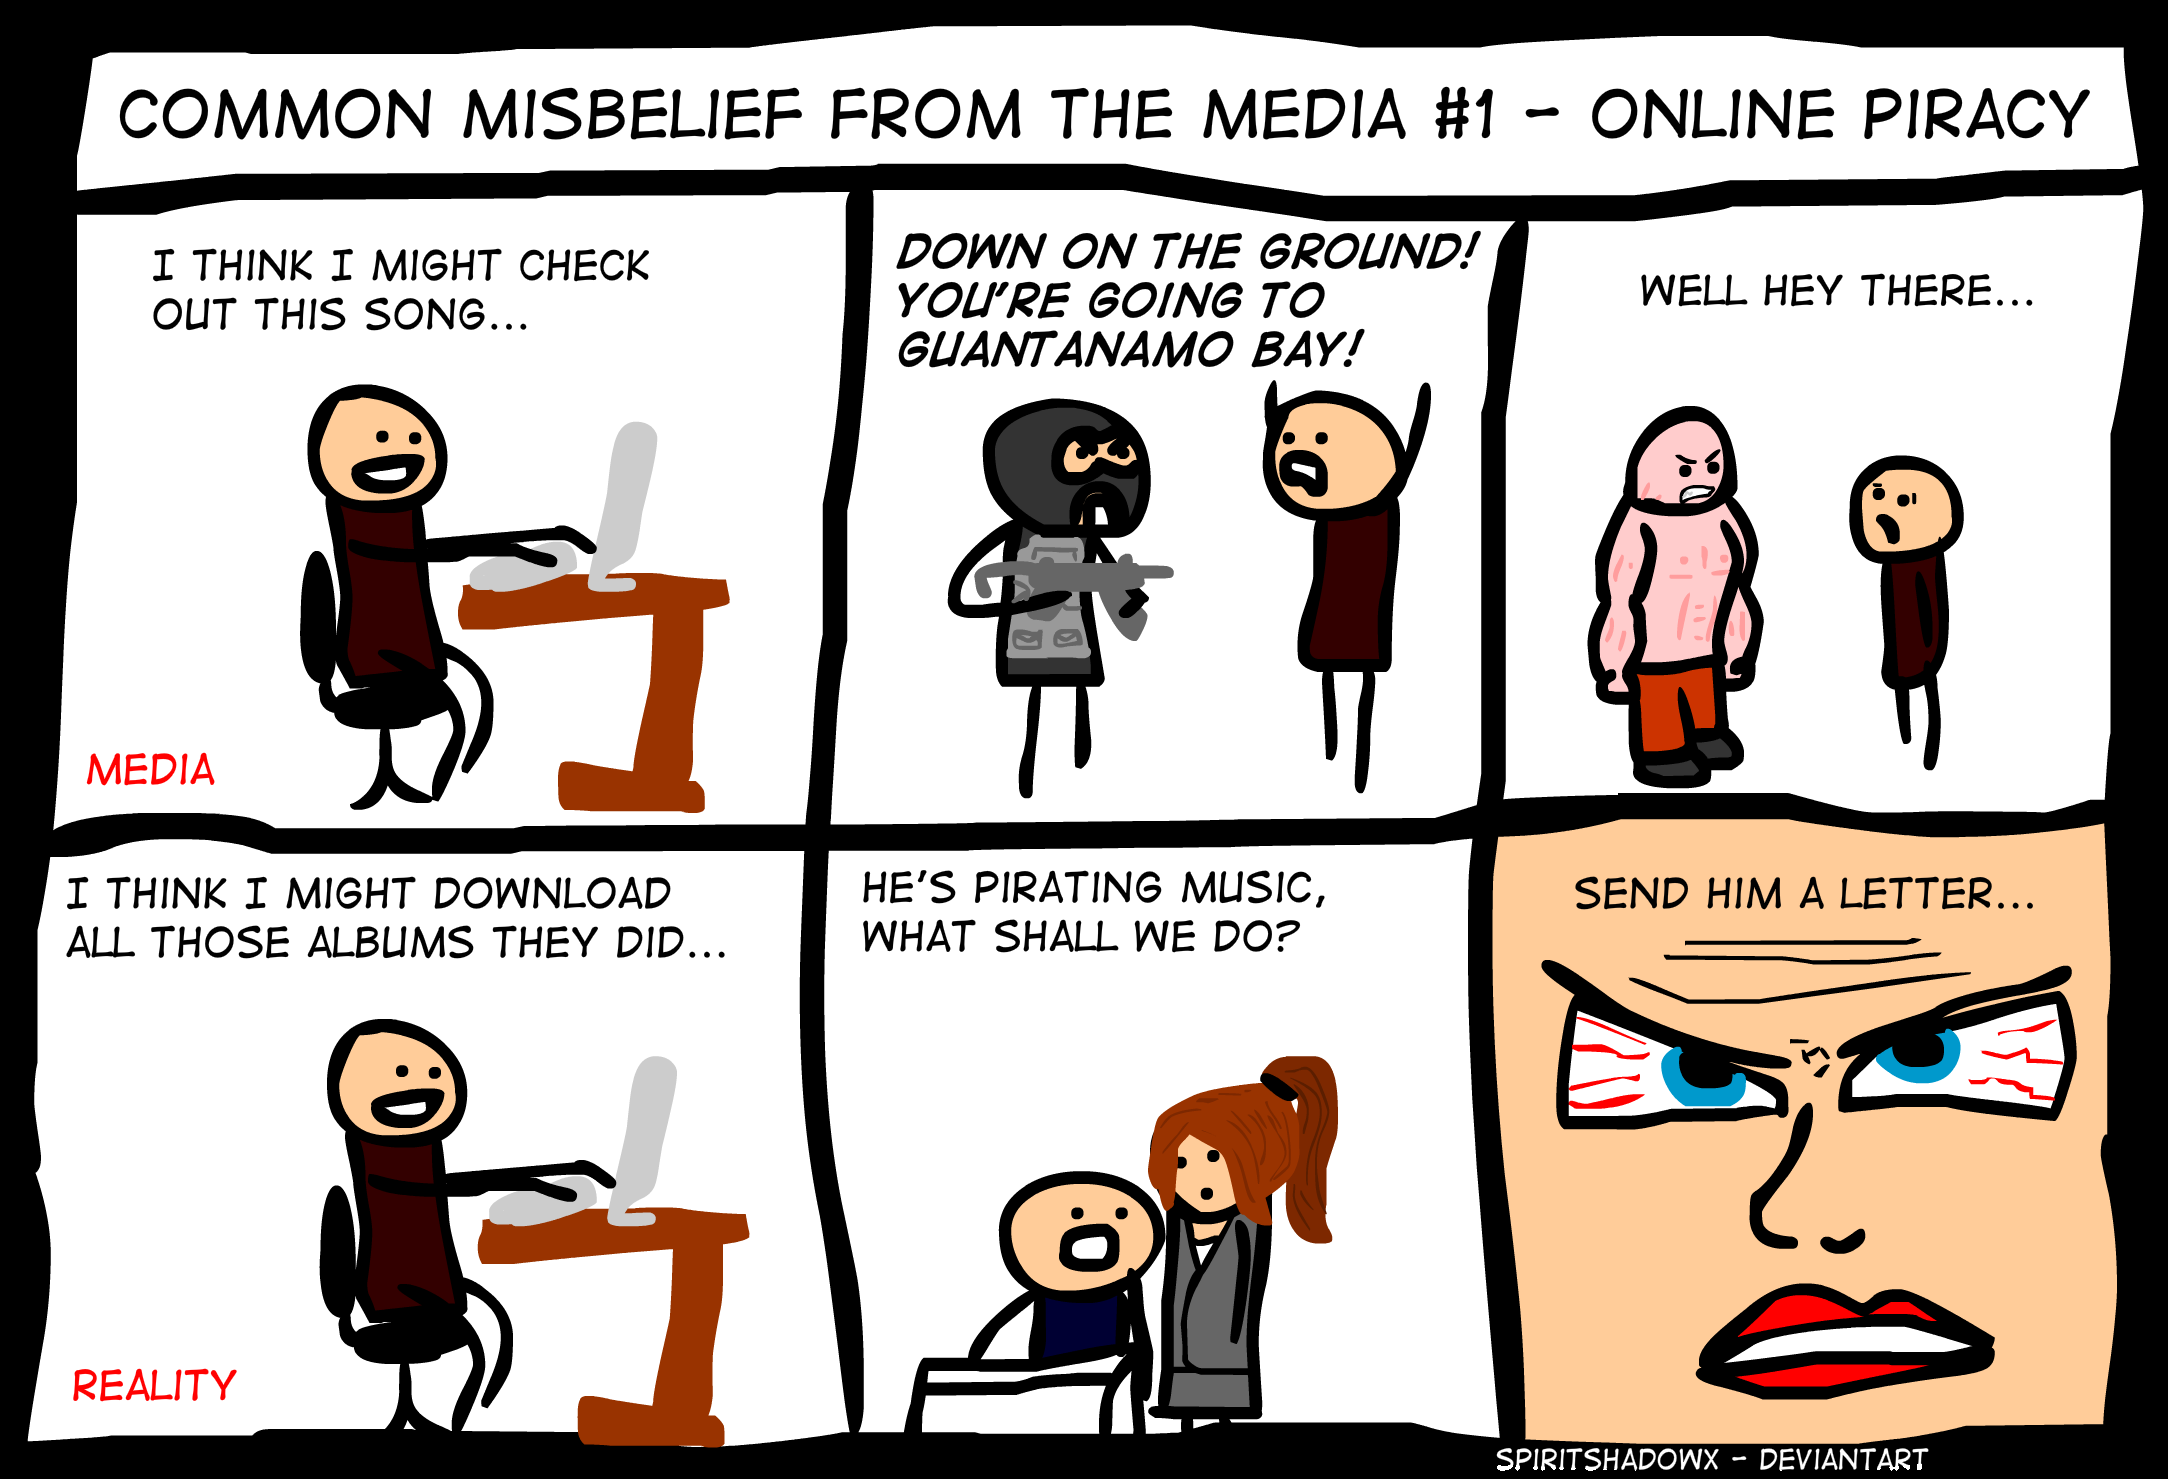 COMMON MISBELIEF FROM THE MEDIA #1 - ONLINE PIRACY
I THINK I MIGHT CHECK
OUT THIS SONG...
MEDIA
DOWN ON THE GROUND!
YOU'RE GOING TO
GUANTANAMO BAY!
WELL HEY THERE...
I THINK I MIGHT DOWNLOAD
ALL THOSE ALBUMS THEY DID...
REALITY
HE'S PIRATING MUSIC,
WHAT SHALL WE DO?
SEND HIM A LETTER...
SPIRITSHADOWX - DEVIANTART